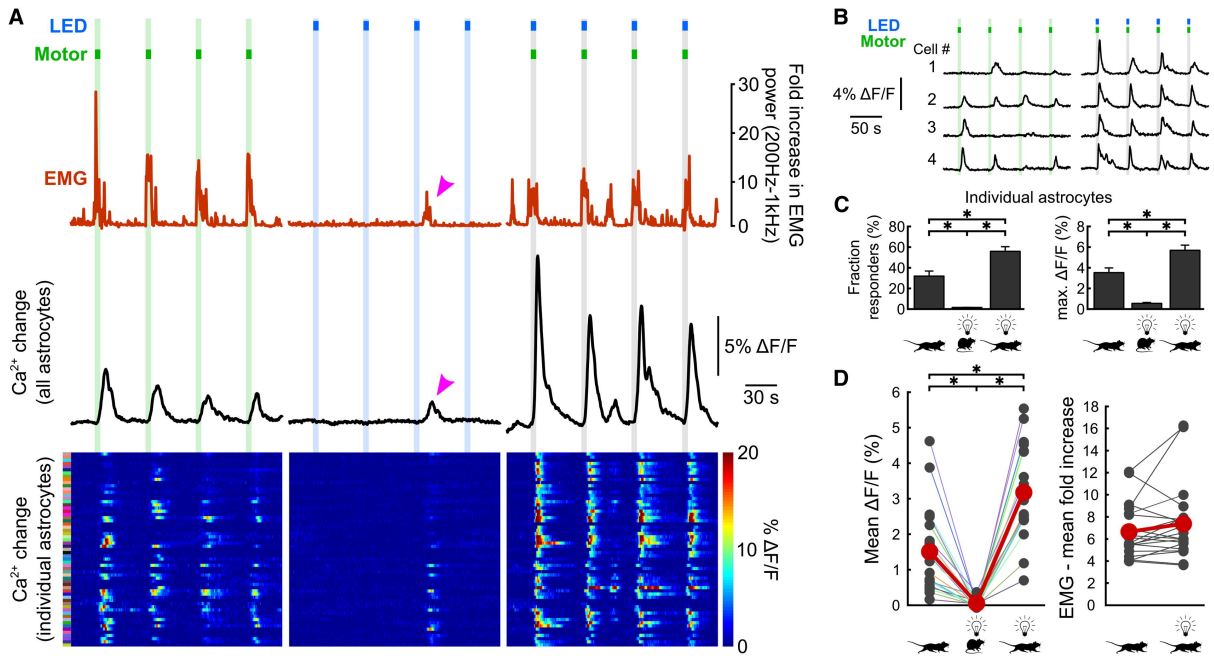 A
LED
Motor
EMG
Fold increase in EMG
power (200Hz-1kHz)
30
20
10
0
Ca²⁺ change
(all astrocytes)
5% ΔF/F
30 s
Ca²⁺ change
(individual astrocytes)
20
10
0
% ΔF/F
B
LED
Motor
Cell #
1
2
3
4
4% ΔF/F
50 s
C
Individual astrocytes
Fraction
responders (%)
80
60
40
20
0
* * *
max. ΔF/F (%)
8
6
4
2
0
* * *
D
* * *
Mean ΔF/F (%)
6
5
4
3
2
1
0
EMG - mean fold increase
18
16
14
12
10
8
6
4
2
0